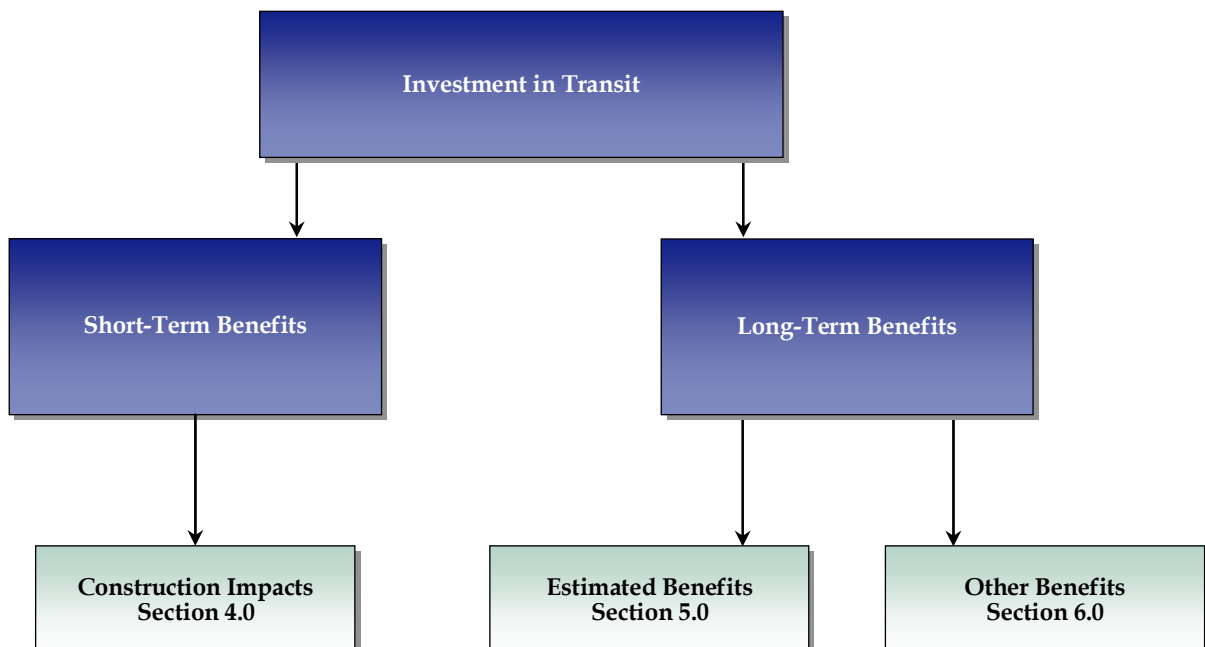 Investment in Transit
Short-Term Benefits
Long-Term Benefits
Construction Impacts
Section 4.0
Estimated Benefits
Section 5.0
Other Benefits
Section 6.0